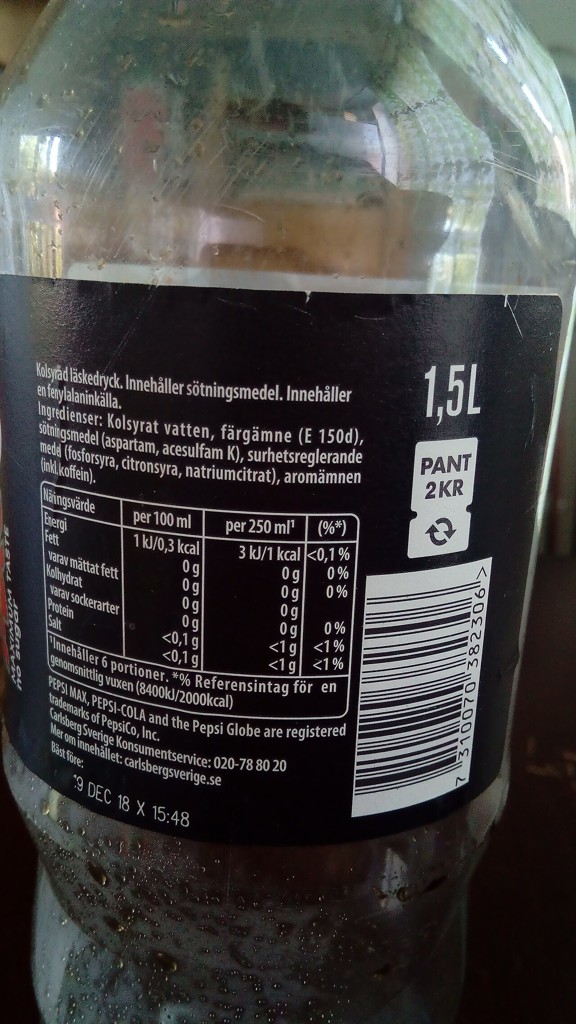 Kolsyrad läskedryck. Innehåller sötningsmedel. Innehåller
en fenylalaninkälla.
Ingredienser: Kolsyrat vatten, färgämne (E 150d),
sötningsmedel (aspartam, acesulfam K), surhetsreglerande
medel (fosforsyra, citronsyra, natriumcitrat), aromämnen
(inkl. koffein).
Näringsvärde per 100 ml per 250 ml¹ (%*)
Energi 1 kJ/0,3 kcal 3 kJ/1 kcal <0,1%
Fett 0 g 0 g 0%
varav mättat fett 0 g 0 g 0%
Kolhydrat 0 g 0 g
varav sockerarter 0 g 0 g 0%
Protein <0,1 g <1 g <1%
Salt <0,1 g <1 g <1%
¹Innehåller 6 portioner. *% Referensintag för en
genomsnittlig vuxen (8400kJ/2000kcal)
PEPSI MAX, PEPSI-COLA and the Pepsi Globe are registered
trademarks of PepsiCo, Inc.
Carlsberg Sverige Konsumentservice: 020-78 80 20
Mer om innehållet: carlsbergsverige.se
Bäst före:
9 DEC 18 X 15:48
1,5L
PANT
2KR
7 310070 382306 >
MAXIMUM TASTE
no sugar